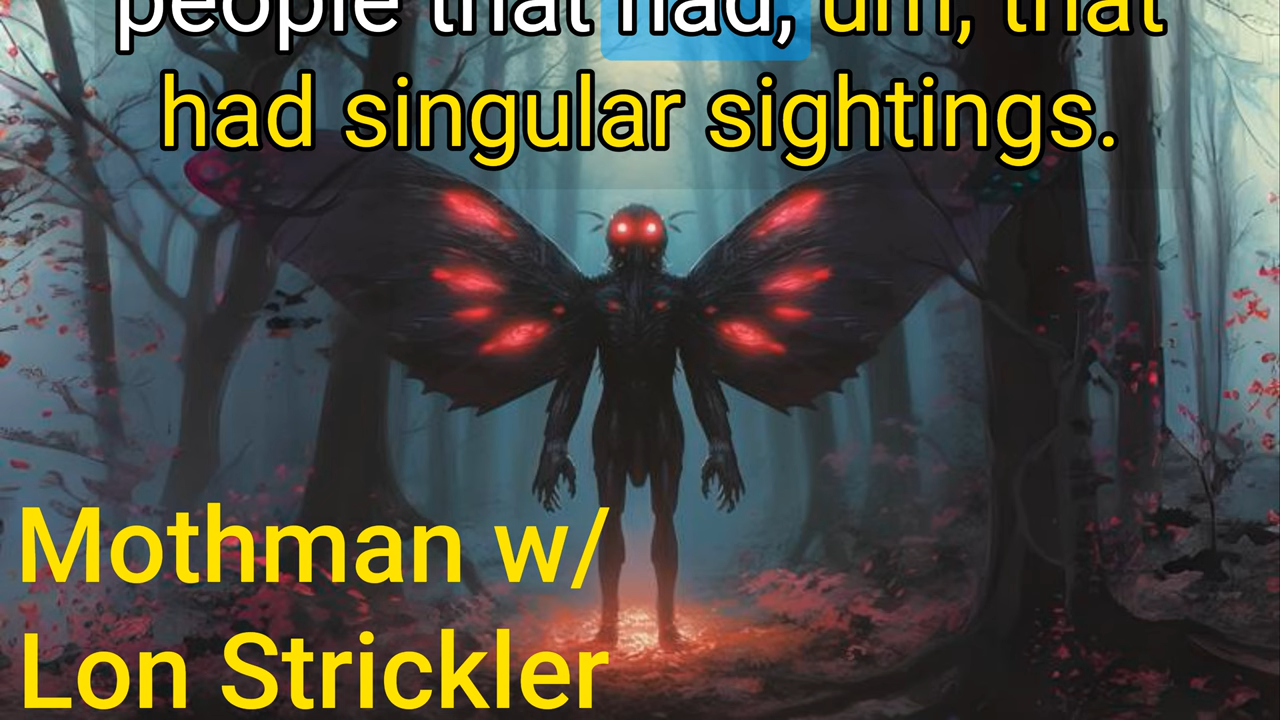 people that had, um, that
had singular sightings.
Mothman w/
Lon Strickler